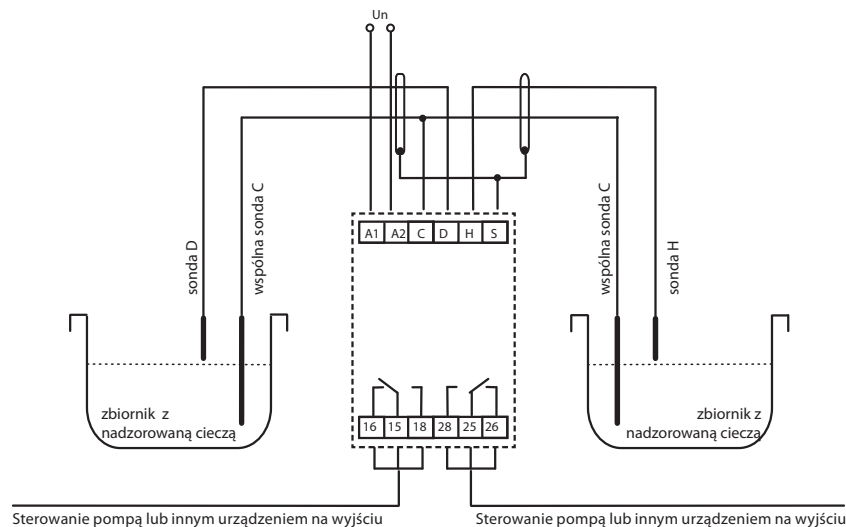 Un
sonda D
wspólna sonda C
wspólna sonda C
sonda H
A1 A2 C D H S
zbiornik z
nadzorowaną cieczą
zbiornik z
nadzorowaną cieczą
16 15 18 28 25 26
Sterowanie pompą lub innym urządzeniem na wyjściu
Sterowanie pompą lub innym urządzeniem na wyjściu